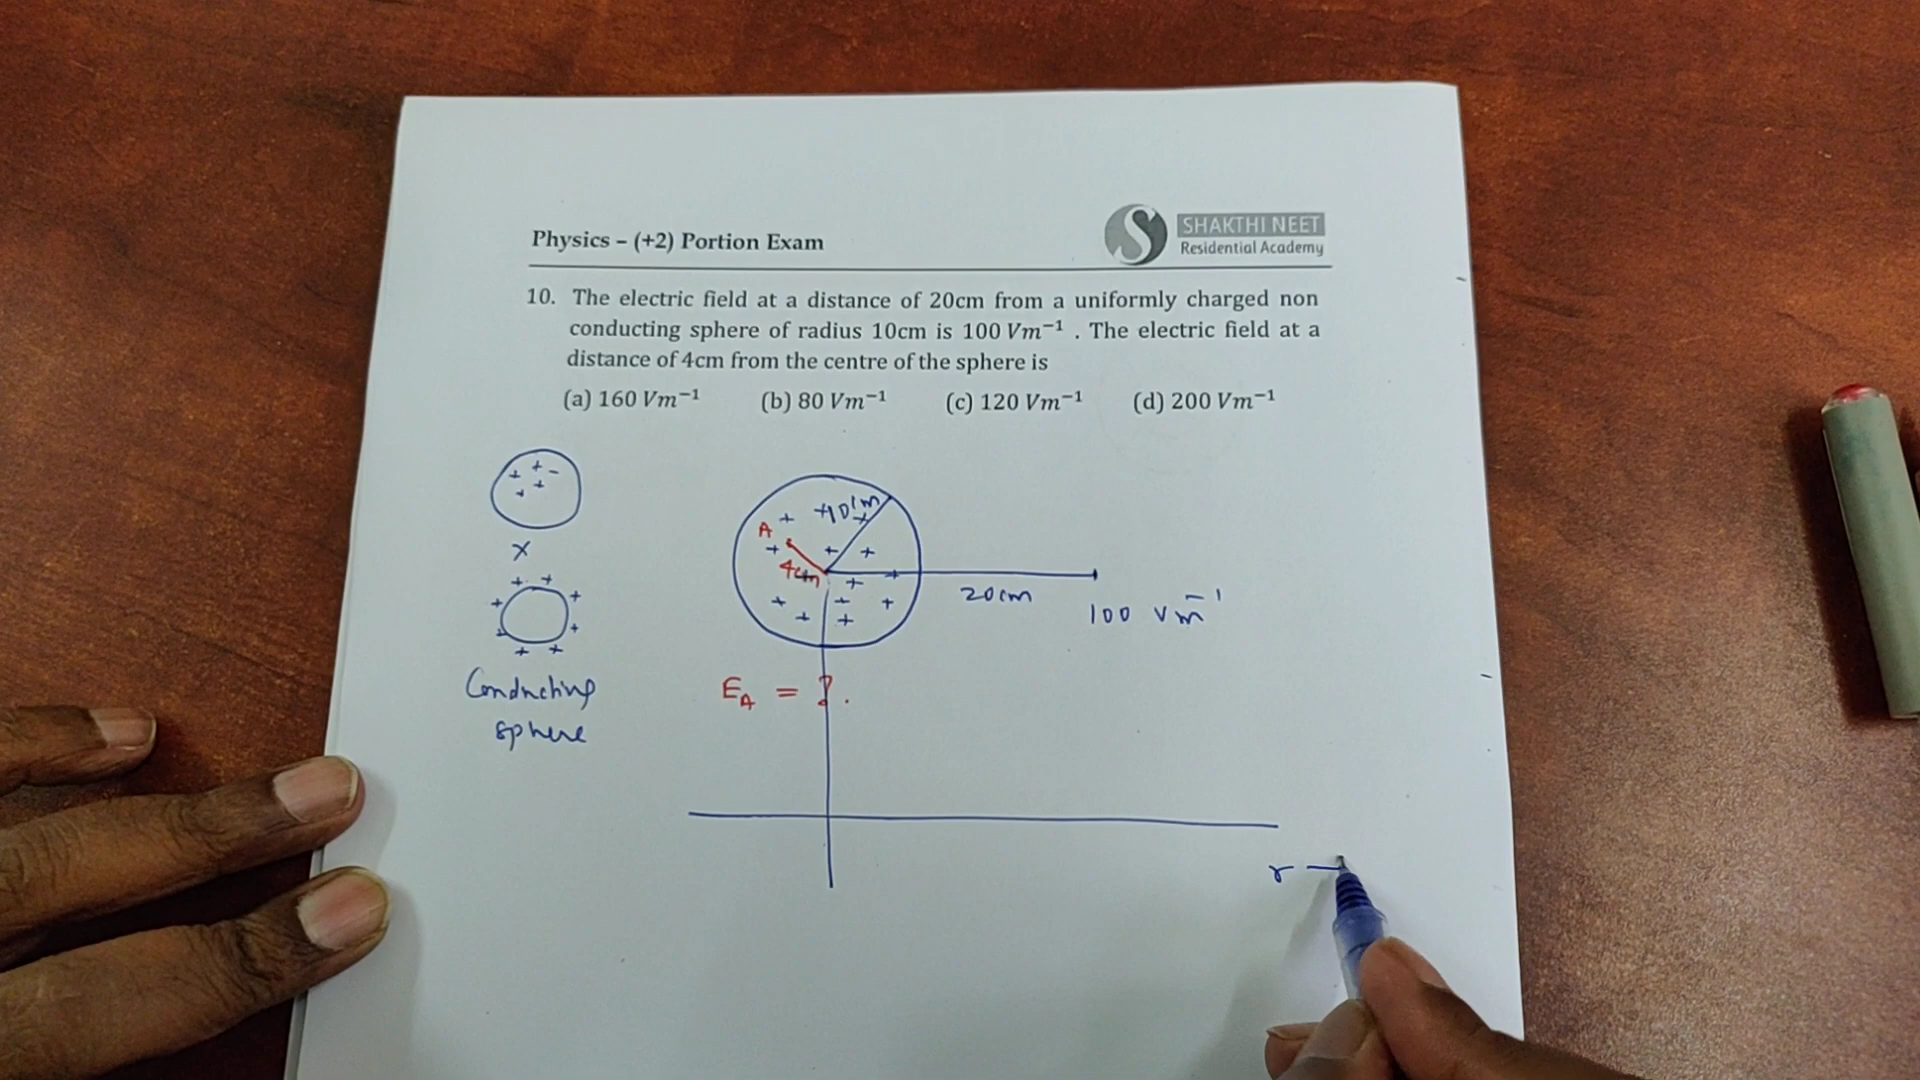 Physics – (+2) Portion Exam
SHAKTHI NEET
Residential Academy
10. The electric field at a distance of 20cm from a uniformly charged non
conducting sphere of radius 10cm is 100 Vm⁻¹ . The electric field at a
distance of 4cm from the centre of the sphere is
(a) 160 Vm⁻¹ (b) 80 Vm⁻¹ (c) 120 Vm⁻¹ (d) 200 Vm⁻¹
10cm
A
4cm
20cm
100 Vm⁻¹
x
Conducting
sphere
E_A = ?.
r